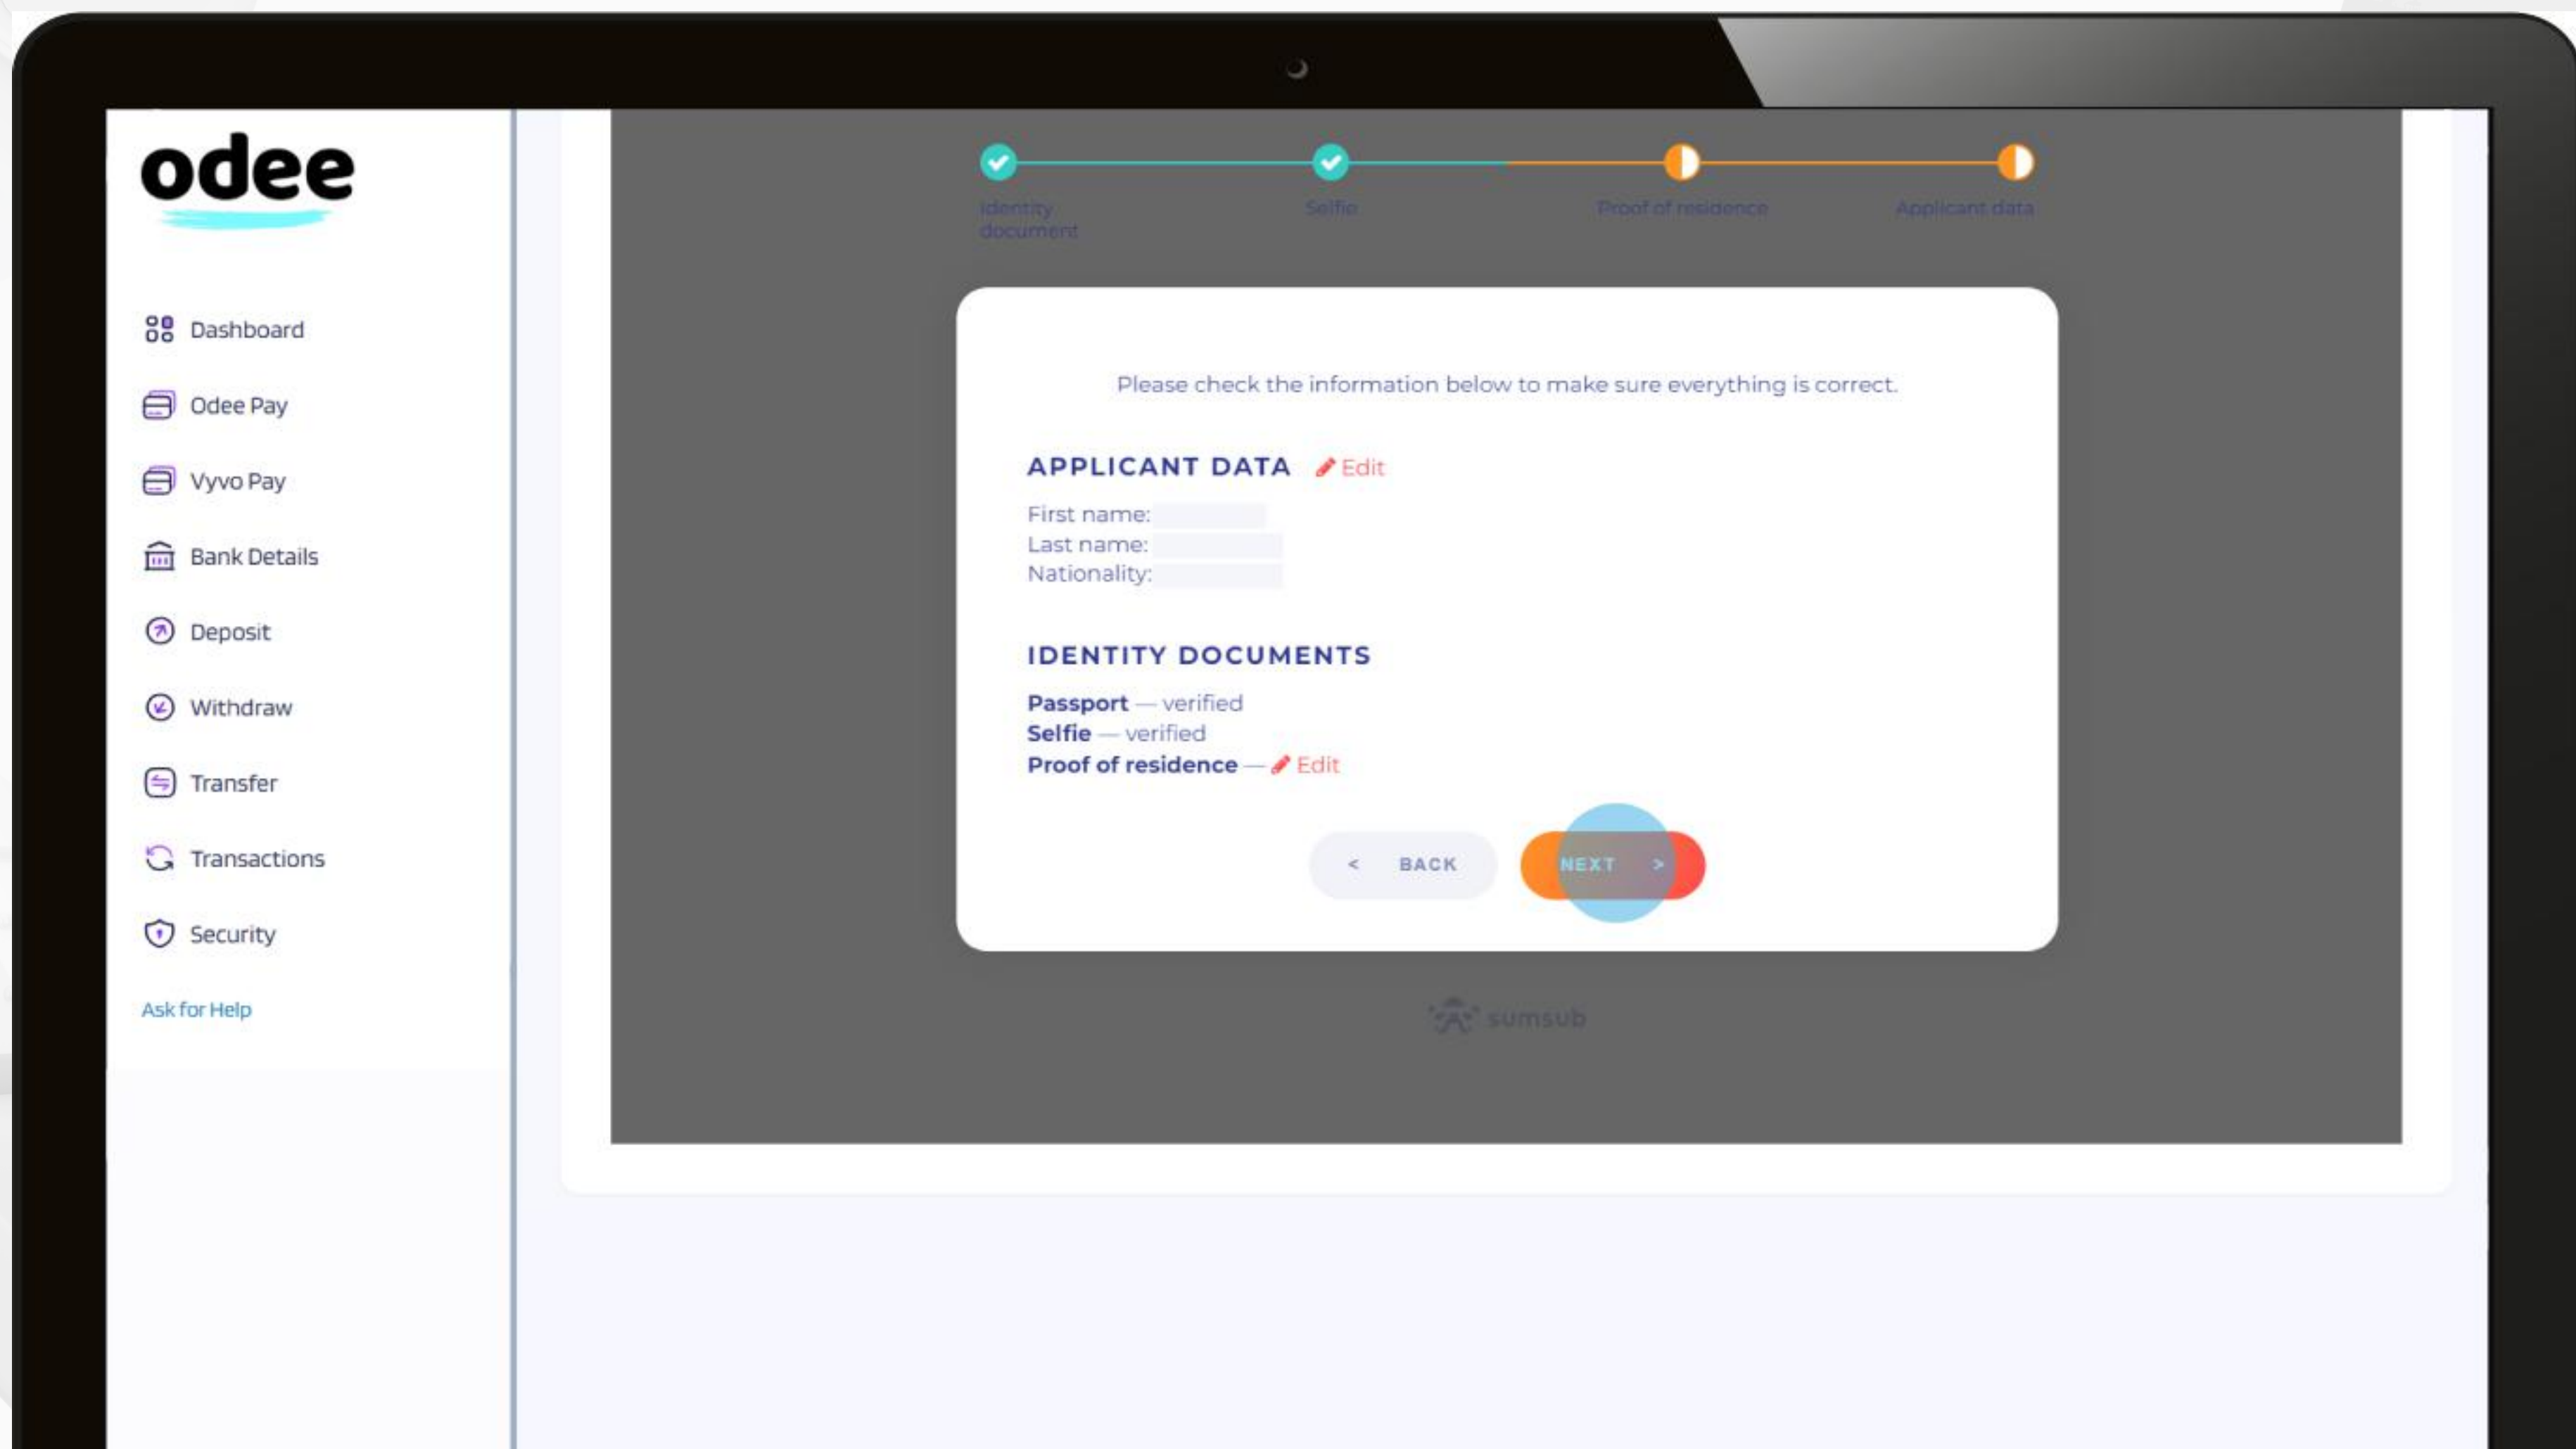 odee
Dashboard
Odee Pay
Vyvo Pay
Bank Details
Deposit
Withdraw
Transfer
Transactions
Security
Ask for Help
Identity
document
Selfie
Proof of residence
Applicant data
Please check the information below to make sure everything is correct.
APPLICANT DATA Edit
First name:
Last name:
Nationality:
IDENTITY DOCUMENTS
Passport — verified
Selfie — verified
Proof of residence — Edit
< BACK
NEXT >
sumsub